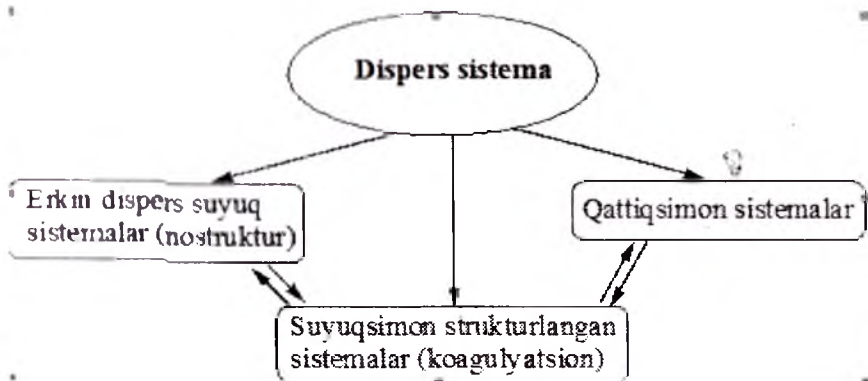 Dispers sistema
Erkin dispers suyuq
sistemalar (nostruktur)
Qattiqsimon sistemalar
Suyuqsimon strukturlangan
sistemalar (koagulyatsion)